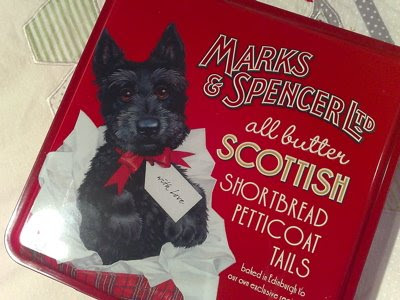 MARKS
& SPENCER LTD
all butter
SCOTTISH
SHORTBREAD
PETTICOAT
TAILS
baked in Edinburgh to
our own exclusive
with love